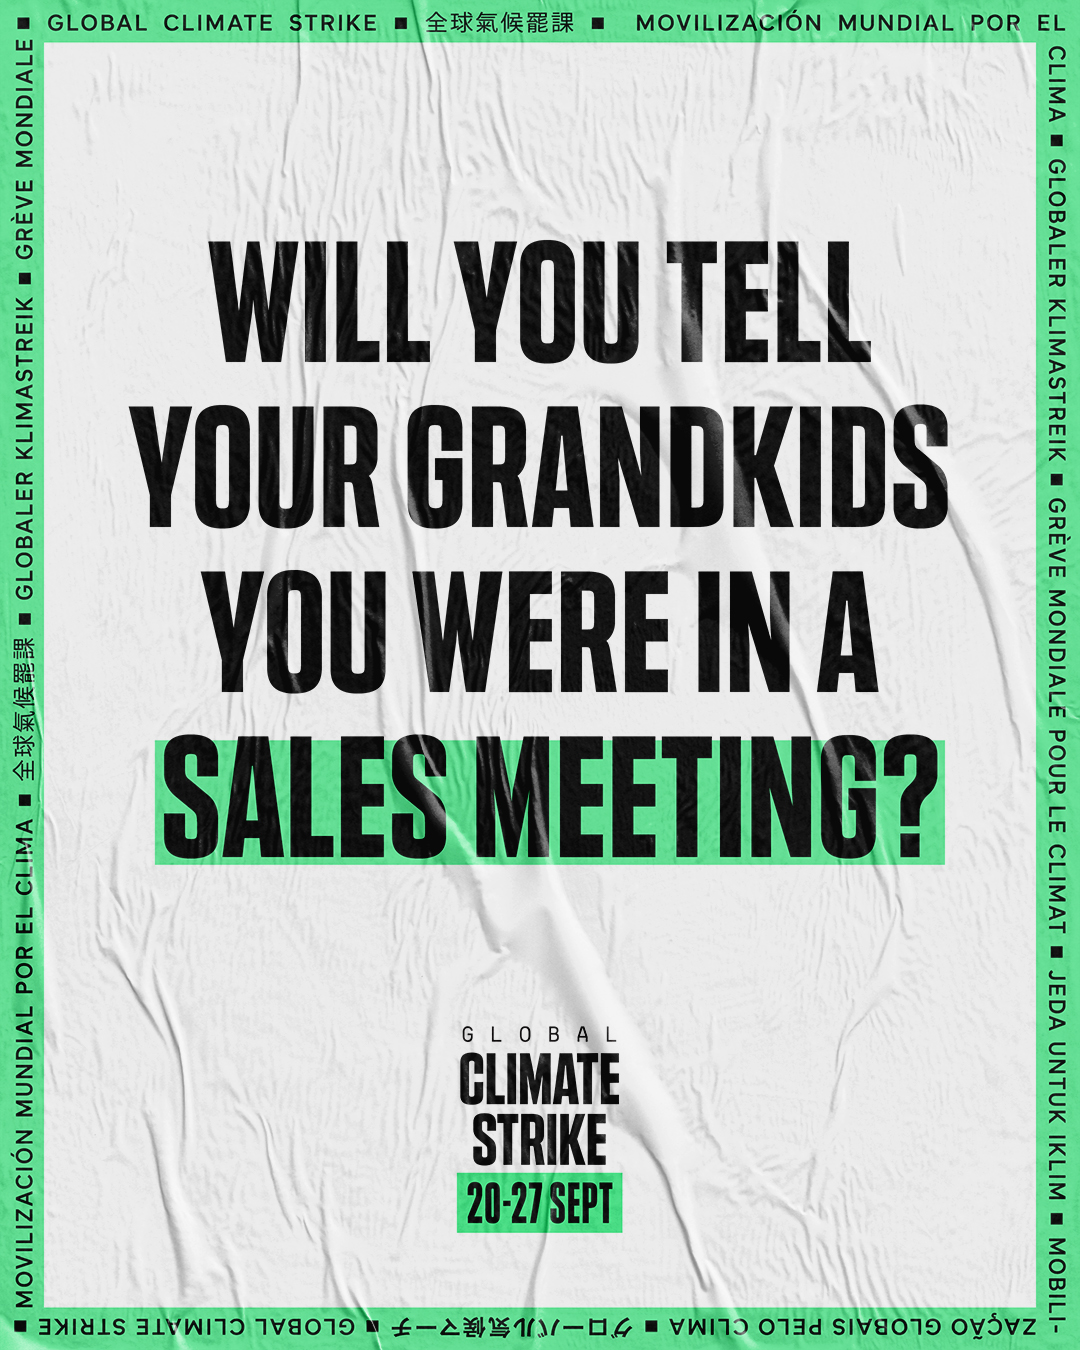 ■ GLOBAL CLIMATE STRIKE ■ 全球氣候罷課 ■ MOVILIZACIÓN MUNDIAL POR EL
CLIMA ■ GLOBALER KLIMASTREIK ■ GRÈVE MONDIALE POUR LE CLIMAT ■ JEDA UNTUK IKLIM ■ MOBILI-
ZAÇÃO GLOBAIS PELO CLIMA ■ グローバル気候マーチ ■ GLOBAL CLIMATE STRIKE ■
MOVILIZACIÓN MUNDIAL POR EL CLIMA ■ 全球氣候罷課 ■ GLOBALER KLIMASTREIK ■ GRÈVE MONDIALE
WILL YOU TELL
YOUR GRANDKIDS
YOU WERE IN A
SALES MEETING?
GLOBAL
CLIMATE
STRIKE
20-27 SEPT